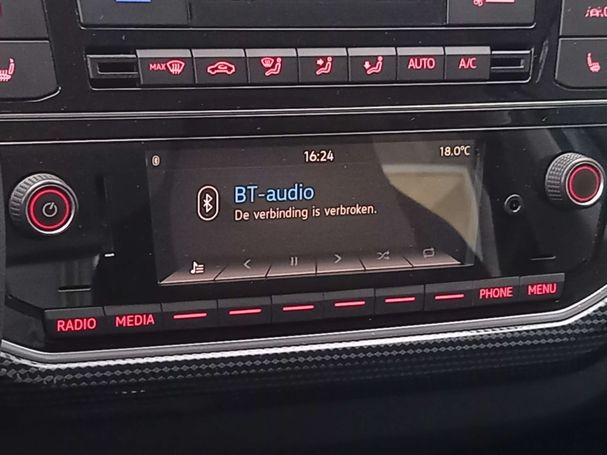 MAX
AUTO
A/C
16:24
18.0°C
BT-audio
De verbinding is verbroken.
RADIO
MEDIA
PHONE
MENU